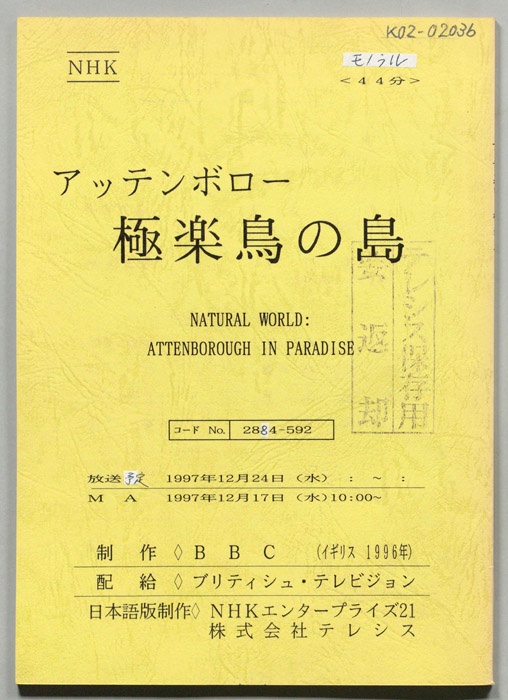 K02-02036
NHK
モノラル
<44分>
アッテンボロー
極楽鳥の島
NATURAL WORLD:
ATTENBOROUGH IN PARADISE
テレシス保存用
要返却
コード No. 2884-592
放送予定 1997年12月24日（水） : ～ :
MA 1997年12月17日（水）10:00～
制作◇BBC （イギリス 1996年）
配給◇ブリティシュ・テレビジョン
日本語版制作◇NHKエンタープライズ21
株式会社テレシス